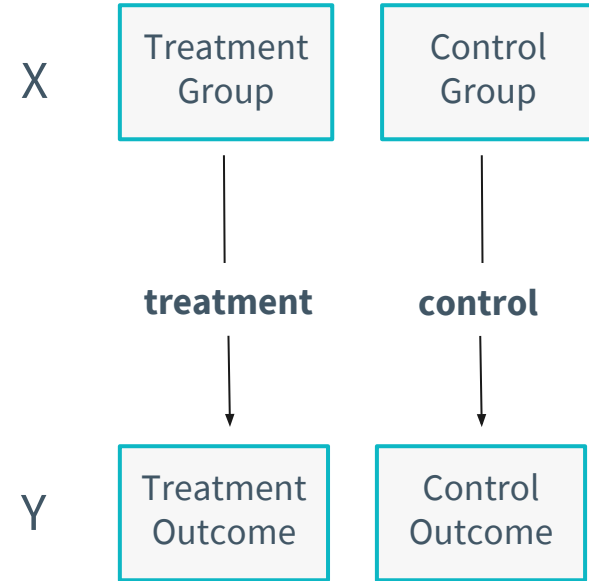 X
Treatment
Group
Control
Group
treatment
control
Y
Treatment
Outcome
Control
Outcome